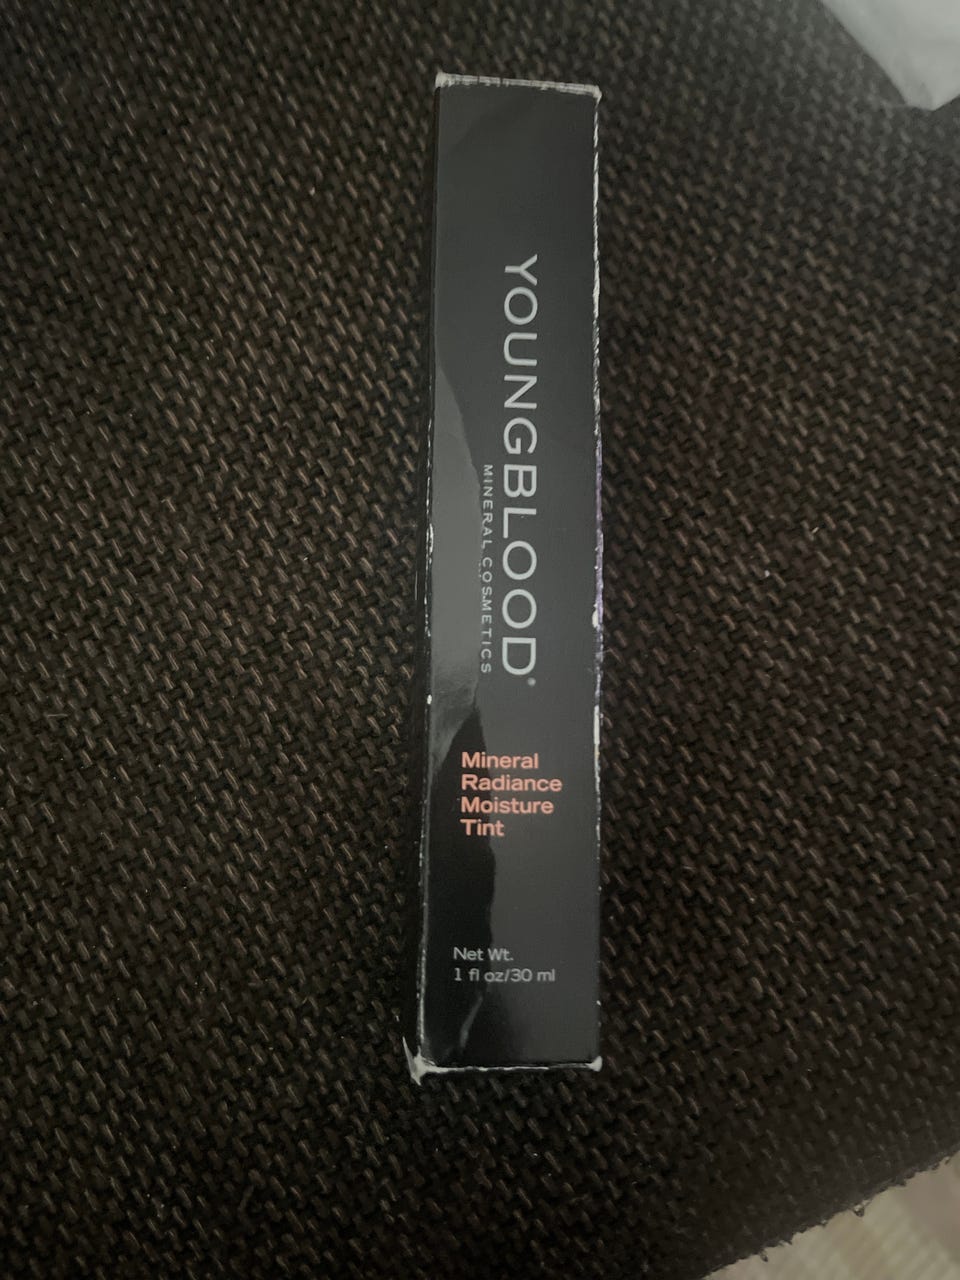 YOUNGBLOOD®
MINERAL COSMETICS
Mineral
Radiance
Moisture
Tint
Net Wt.
1 fl oz/30 ml